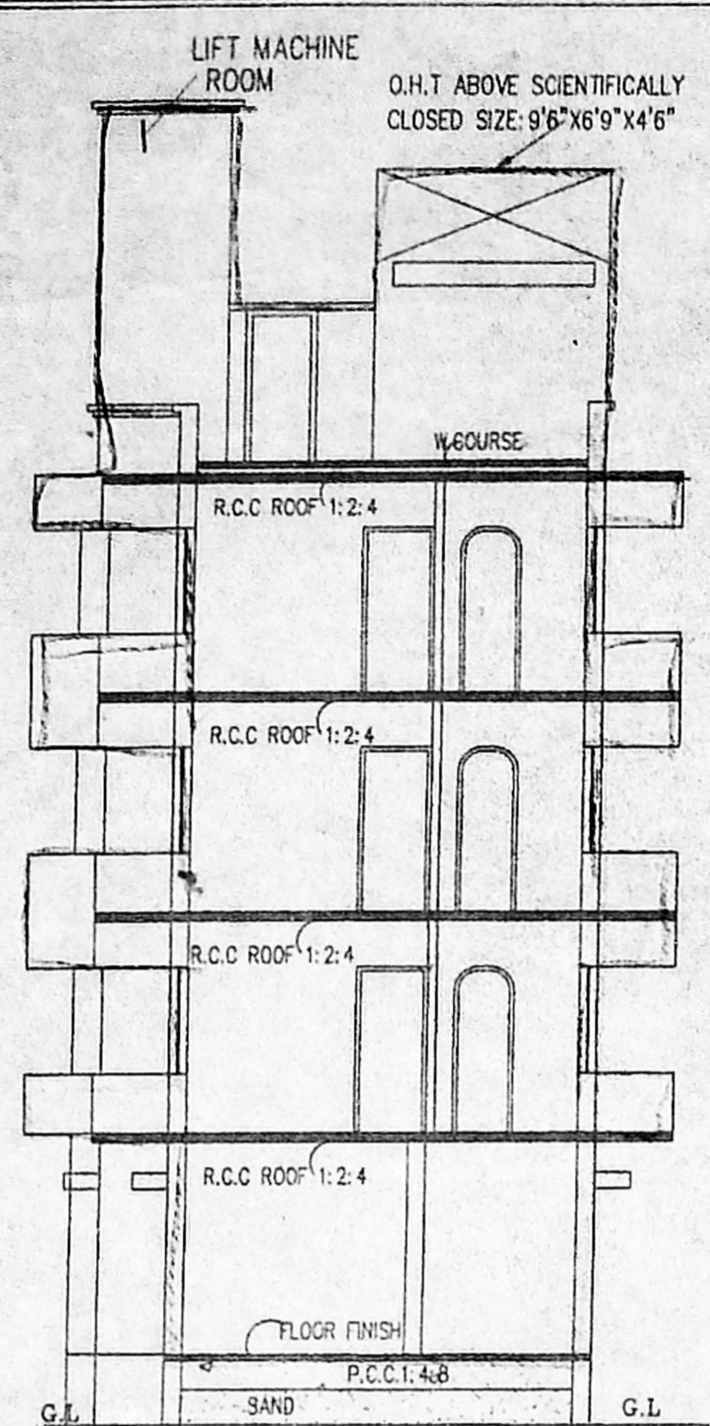 LIFT MACHINE
ROOM
O.H.T ABOVE SCIENTIFICALLY
CLOSED SIZE: 9'6"X6'9"X4'6"
W.COURSE
R.C.C ROOF 1:2:4
R.C.C ROOF 1:2:4
R.C.C ROOF 1:2:4
R.C.C ROOF 1:2:4
FLOOR FINISH
P.C.C.1:4:8
SAND
G.L
G.L